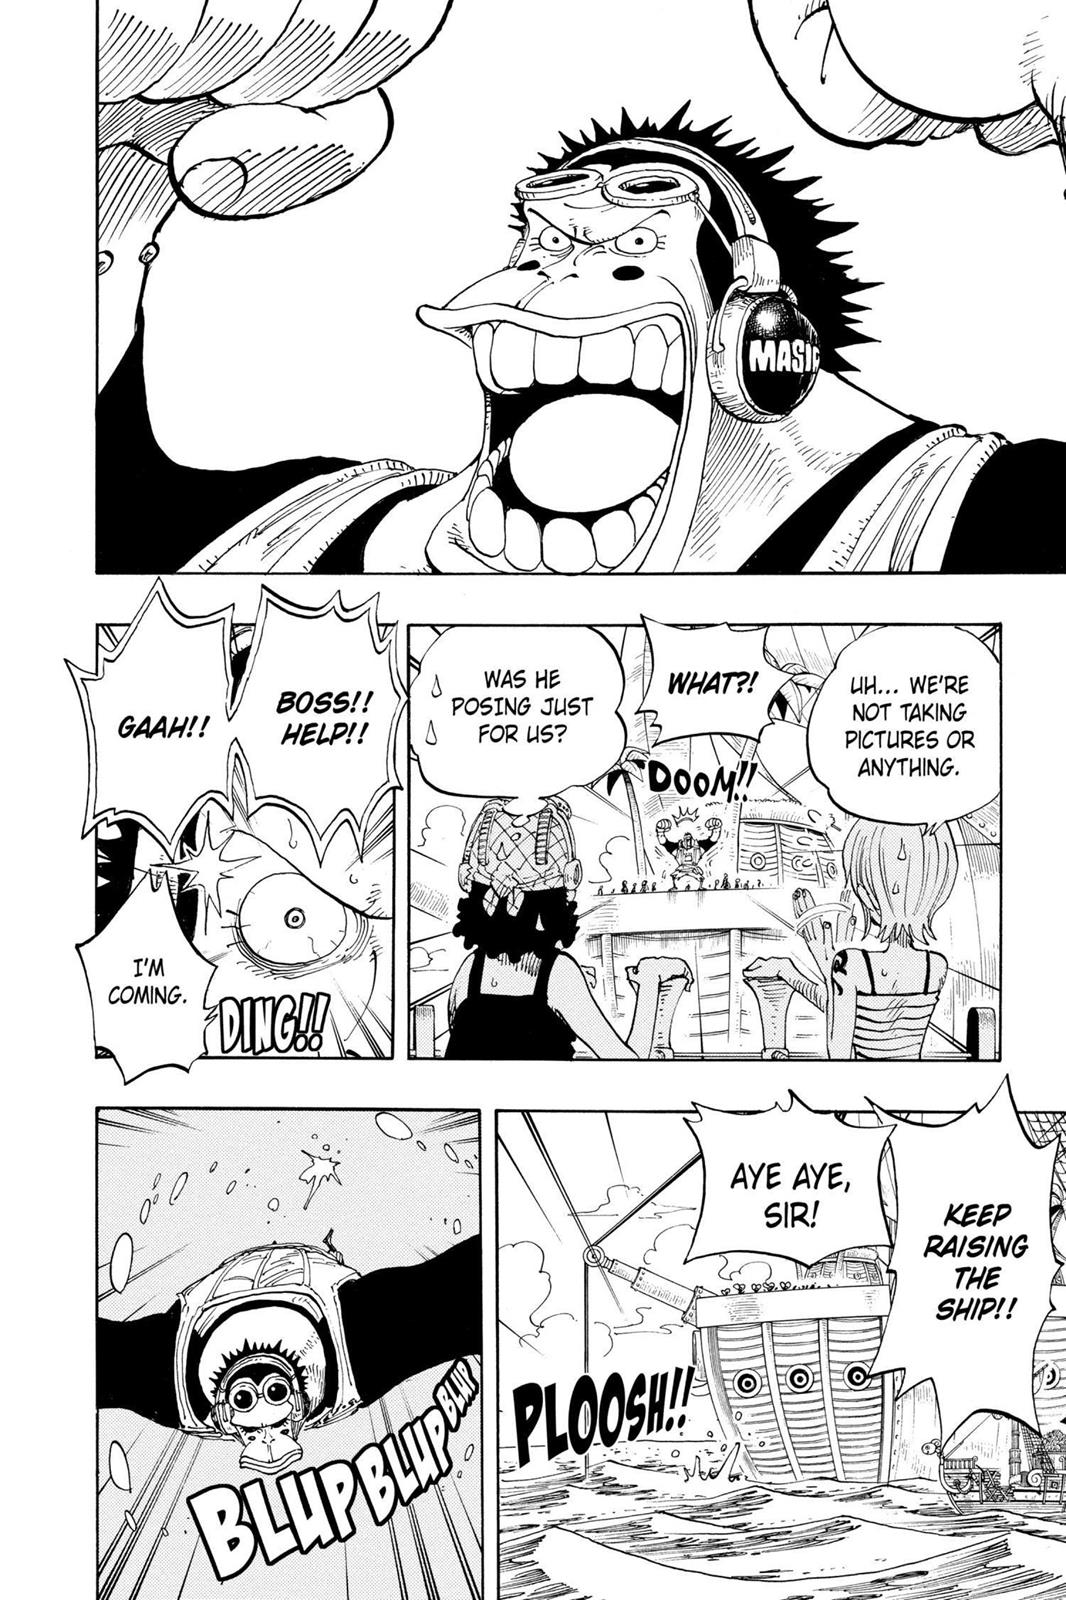 MASIC
UH... WE'RE
NOT TAKING
PICTURES OR
ANYTHING.
WHAT?!
DOOM!!
WAS HE
POSING JUST
FOR US?
BOSS!!
HELP!!
GAAH!!
I'M
COMING.
DING!!
KEEP
RAISING
THE
SHIP!!
AYE AYE,
SIR!
PLOOSH!!
BLUP BLUP BLUP